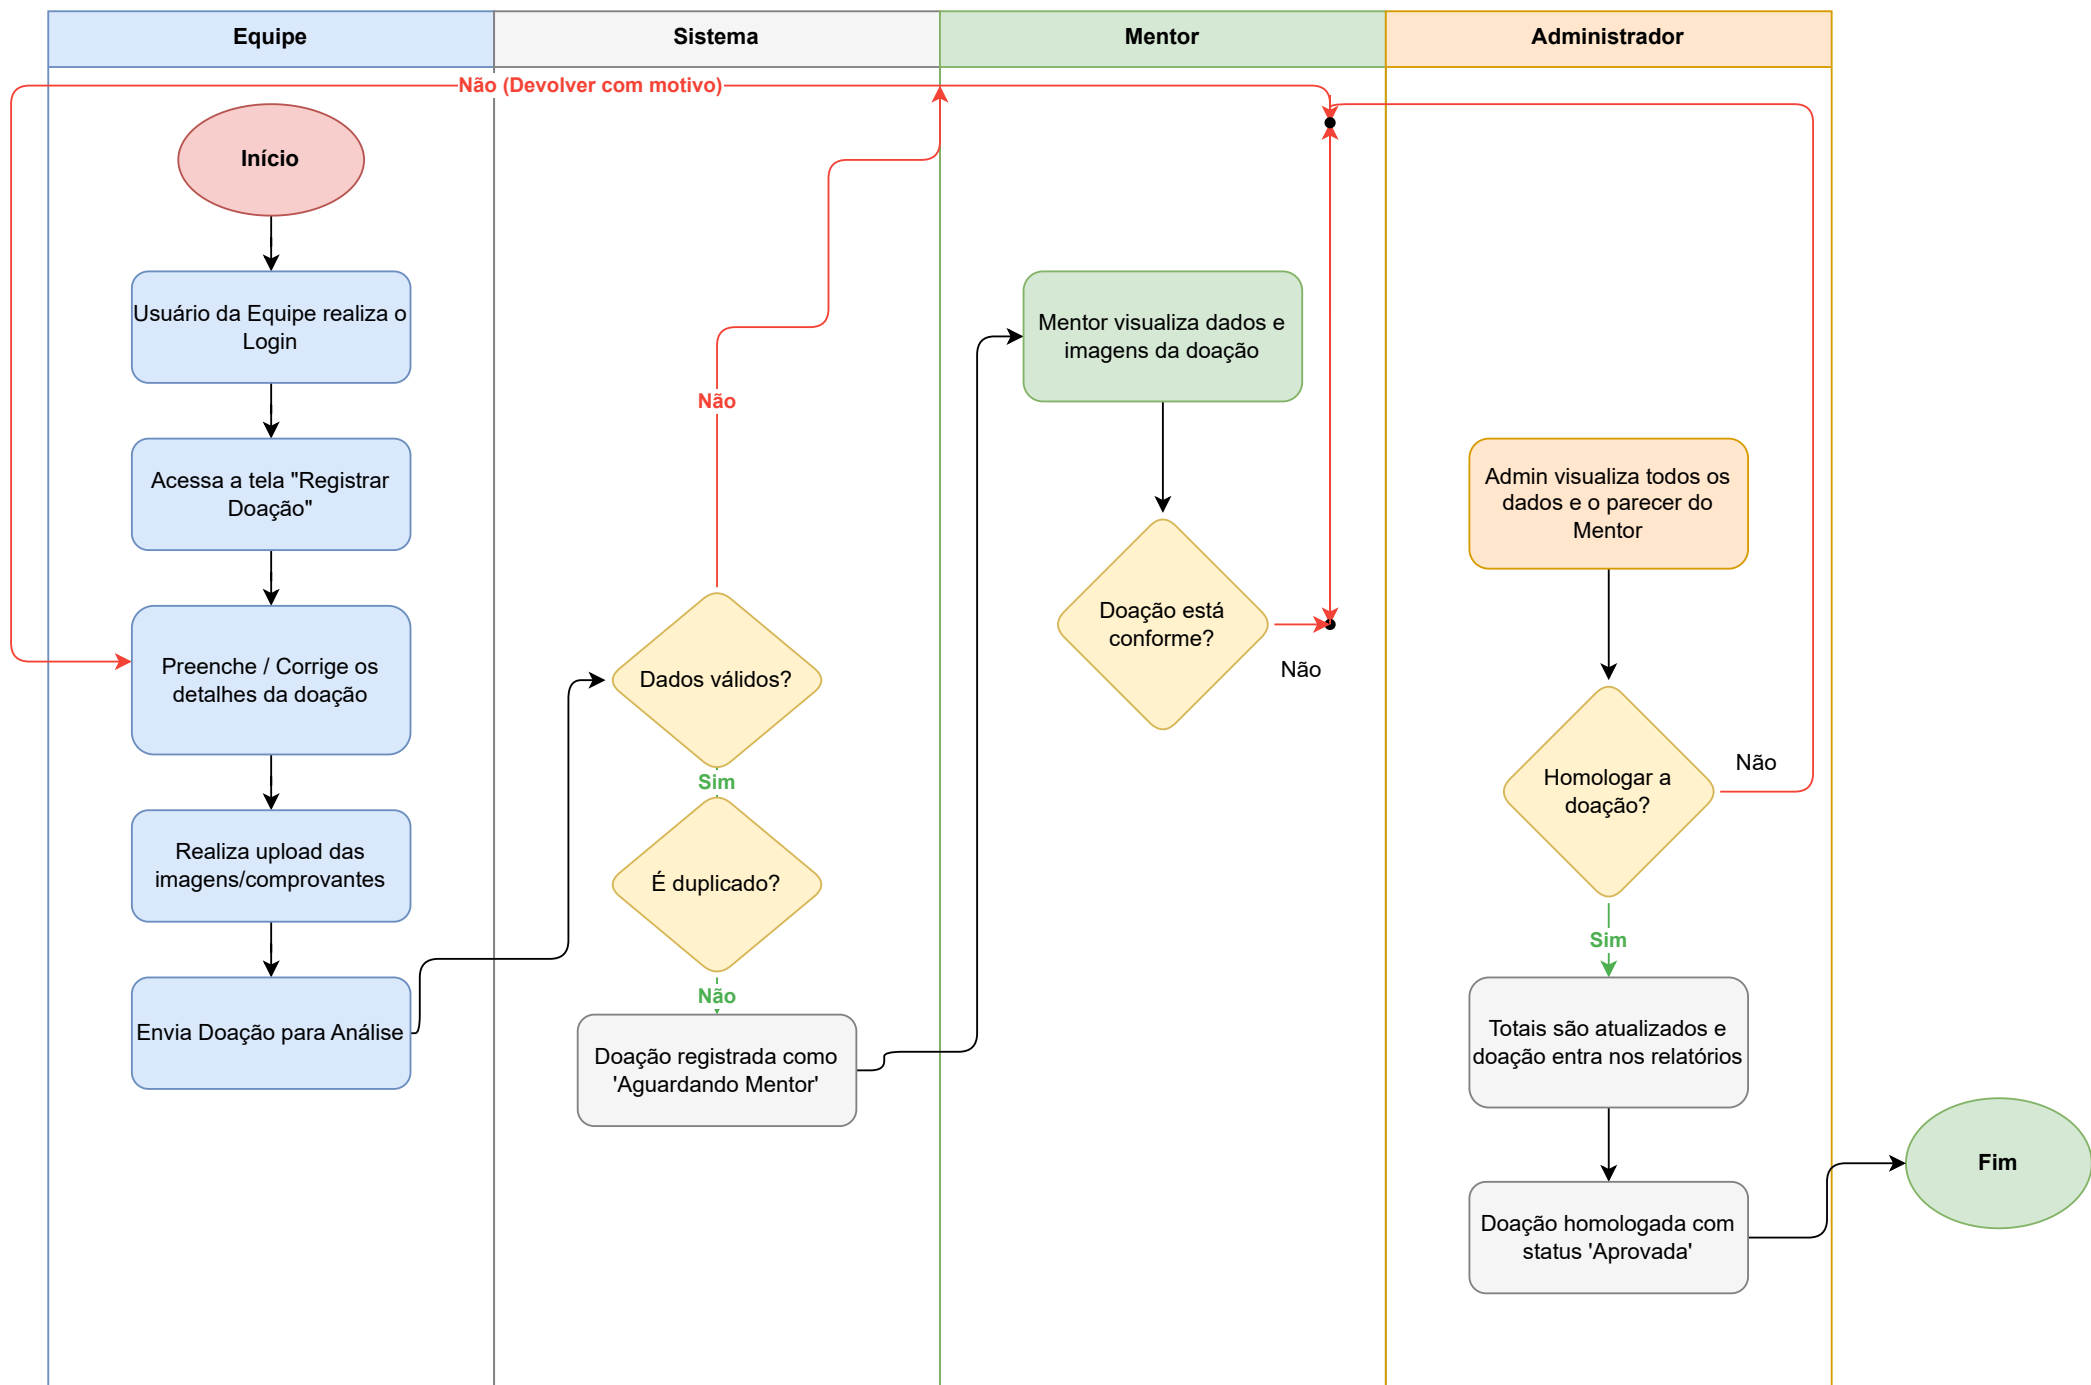 Equipe
Sistema
Mentor
Administrador
Não (Devolver com motivo)
Início
Usuário da Equipe realiza o
Login
Acessa a tela "Registrar
Doação"
Preenche / Corrige os
detalhes da doação
Realiza upload das
imagens/comprovantes
Envia Doação para Análise
Não
Dados válidos?
Sim
É duplicado?
Não
Doação registrada como
'Aguardando Mentor'
Mentor visualiza dados e
imagens da doação
Doação está
conforme?
Não
Admin visualiza todos os
dados e o parecer do
Mentor
Homologar a
doação?
Não
Sim
Totais são atualizados e
doação entra nos relatórios
Doação homologada com
status 'Aprovada'
Fim